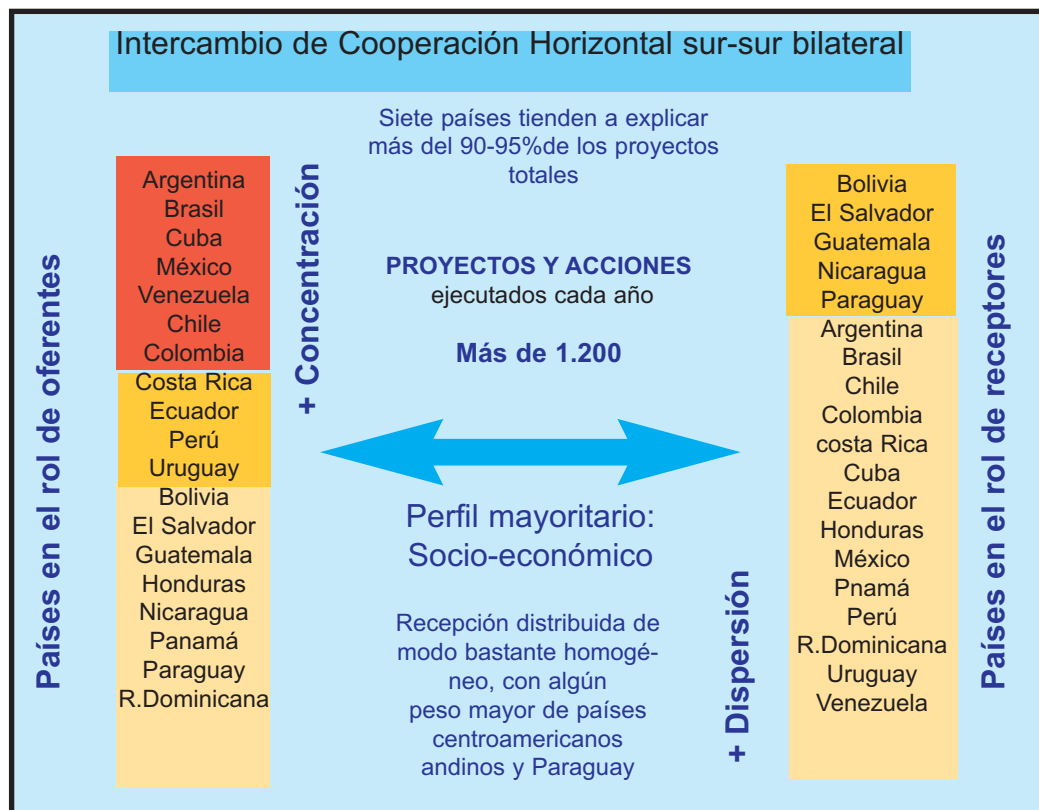 Intercambio de Cooperación Horizontal sur-sur bilateral
Países en el rol de oferentes
Argentina
Brasil
Cuba
México
Venezuela
Chile
Colombia
Costa Rica
Ecuador
Perú
Uruguay
Bolivia
El Salvador
Guatemala
Honduras
Nicaragua
Panamá
Paraguay
R.Dominicana
+ Concentración
Siete países tienden a explicar
más del 90-95%de los proyectos
totales
PROYECTOS Y ACCIONES
ejecutados cada año
Más de 1.200
Perfil mayoritario:
Socio-económico
Recepción distribuida de
modo bastante homogé-
neo, con algún
peso mayor de países
centroamericanos
andinos y Paraguay
+ Dispersión
Bolivia
El Salvador
Guatemala
Nicaragua
Paraguay
Argentina
Brasil
Chile
Colombia
costa Rica
Cuba
Ecuador
Honduras
México
Pnamá
Perú
R.Dominicana
Uruguay
Venezuela
Países en el rol de receptores